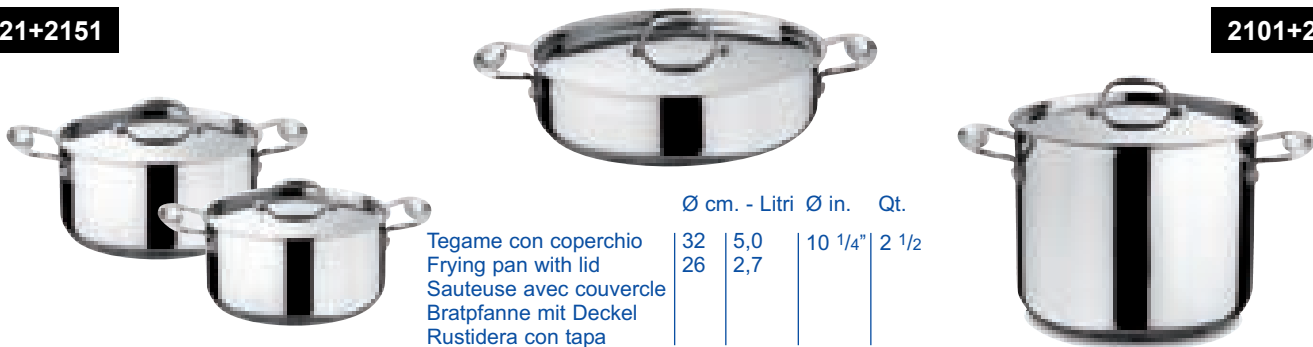 21+2151
2101+2
Ø cm. - Litri Ø in. Qt.
Tegame con coperchio 32 5,0 10 1/4” 2 1/2
Frying pan with lid 26 2,7
Sauteuse avec couvercle
Bratpfanne mit Deckel
Rustidera con tapa